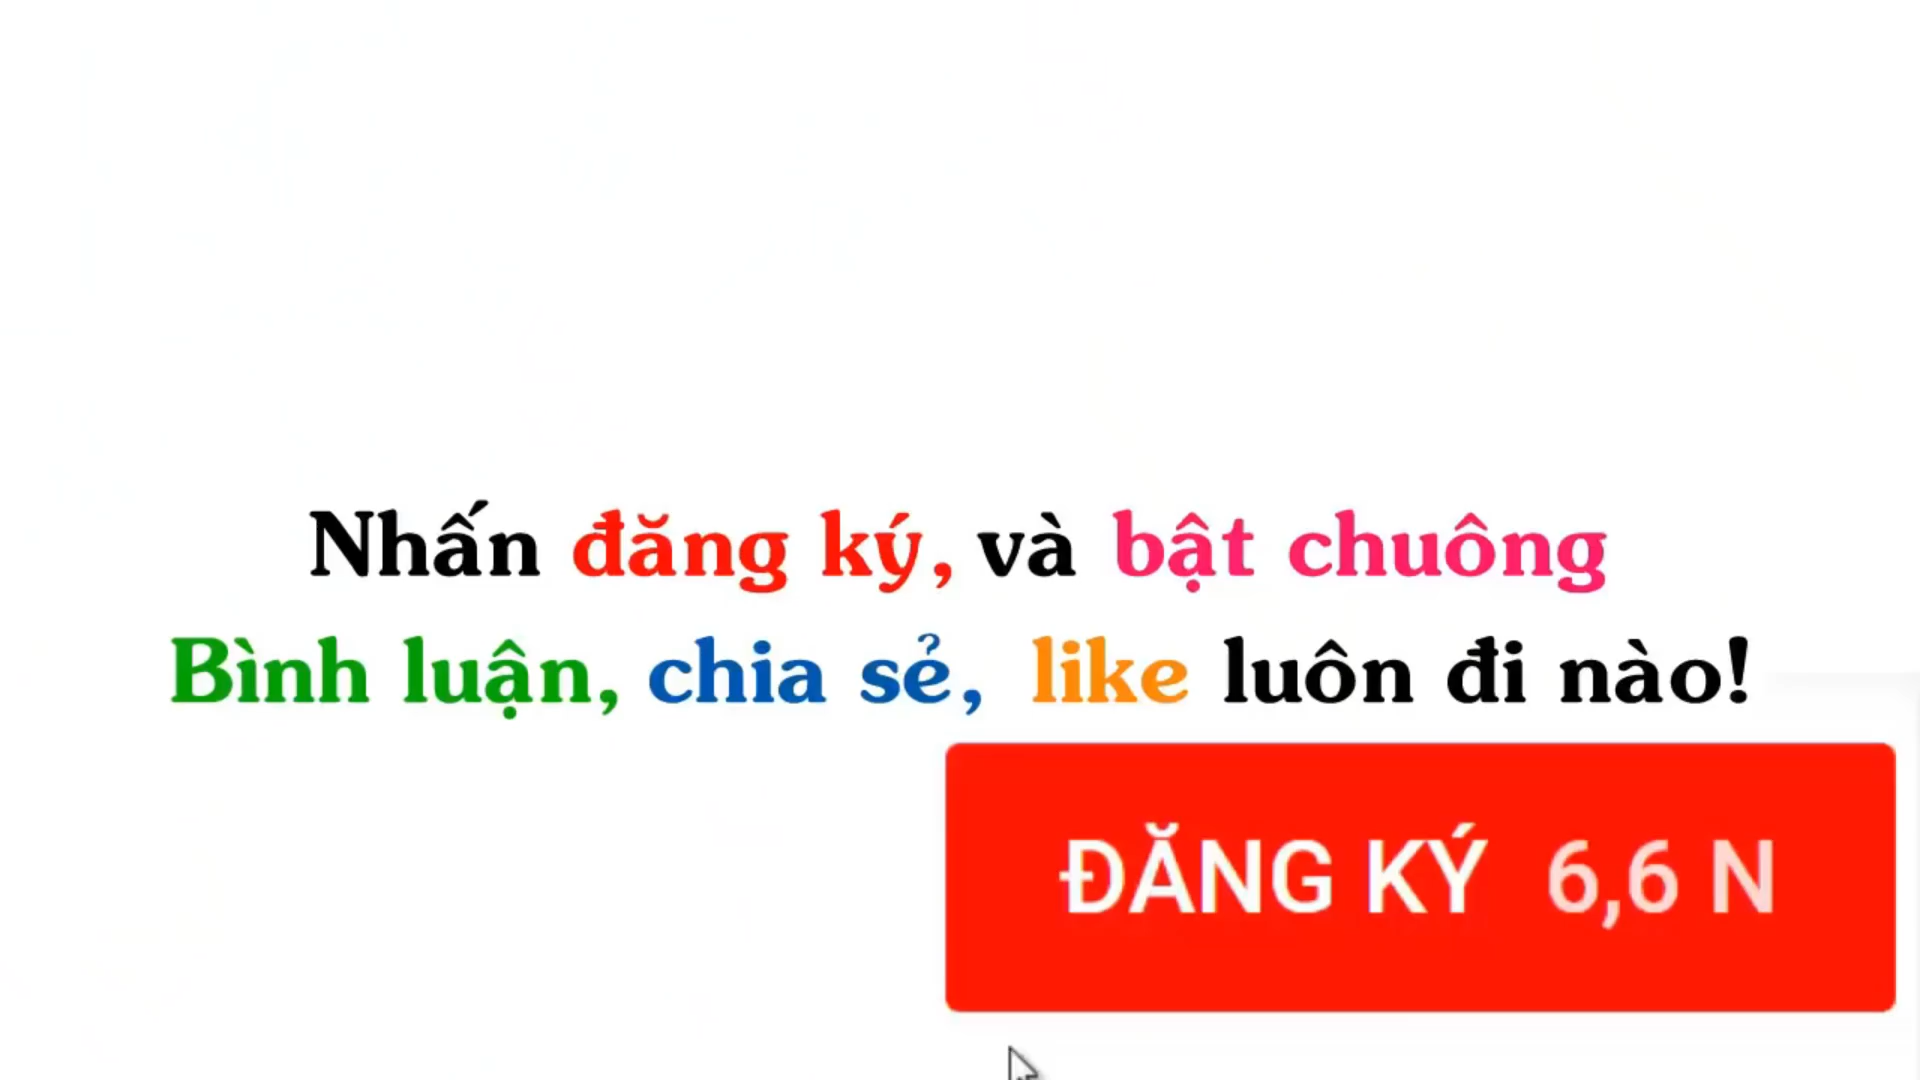 Nhấn đăng ký, và bật chuông
Bình luận, chia sẻ, like luôn đi nào!
ĐĂNG KÝ 6,6 N